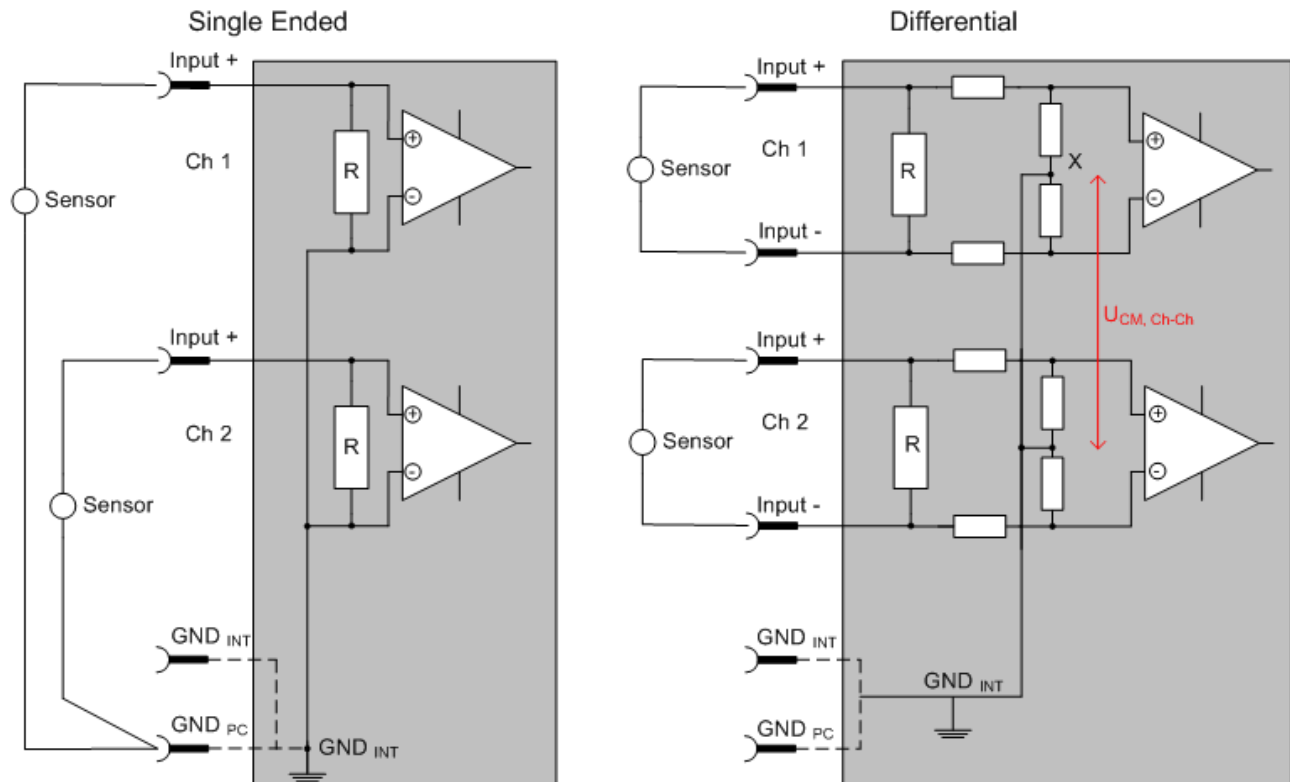 Single Ended
Input +
Ch 1
R
+
-
Sensor
Input +
Ch 2
R
+
-
Sensor
GND INT
GND PC
GND INT
Differential
Input +
Ch 1
R
X
+
-
Sensor
Input -
UCM, Ch-Ch
Input +
Ch 2
R
+
-
Sensor
Input -
GND INT
GND INT
GND PC